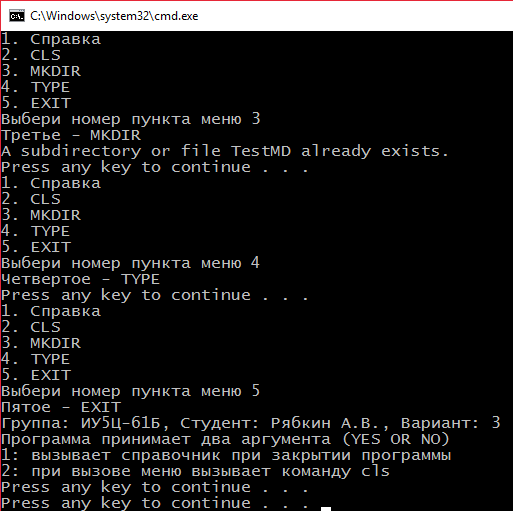 C:\Windows\system32\cmd.exe
1. Справка
2. CLS
3. MKDIR
4. TYPE
5. EXIT
Выбери номер пункта меню 3
Третье - MKDIR
A subdirectory or file TestMD already exists.
Press any key to continue . . .
1. Справка
2. CLS
3. MKDIR
4. TYPE
5. EXIT
Выбери номер пункта меню 4
Четвертое - TYPE
Press any key to continue . . .
1. Справка
2. CLS
3. MKDIR
4. TYPE
5. EXIT
Выбери номер пункта меню 5
Пятое - EXIT
Группа: ИУ5Ц-61Б, Студент: Рябкин А.В., Вариант: 3
Программа принимает два аргумента (YES OR NO)
1: вызывает справочник при закрытии программы
2: при вызове меню вызывает команду cls
Press any key to continue . . .
Press any key to continue . . .